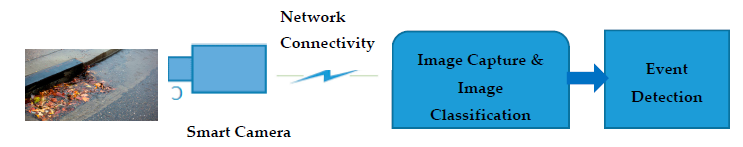 Network
Connectivity
Smart Camera
Image Capture &
Image
Classification
Event
Detection